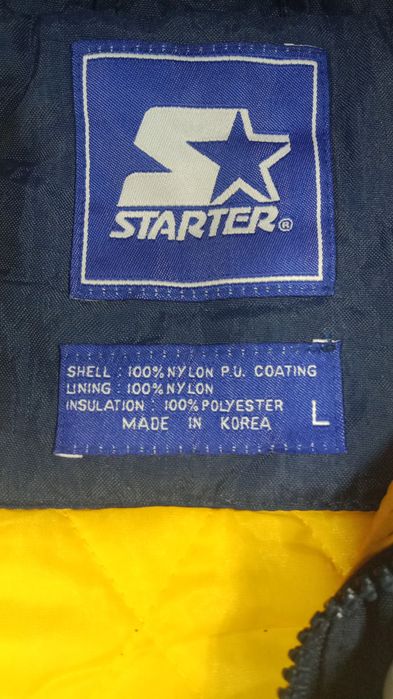 STARTER®
SHELL : 100% NYLON P.U. COATING
LINING : 100% NYLON
INSULATION : 100% POLYESTER
MADE IN KOREA L